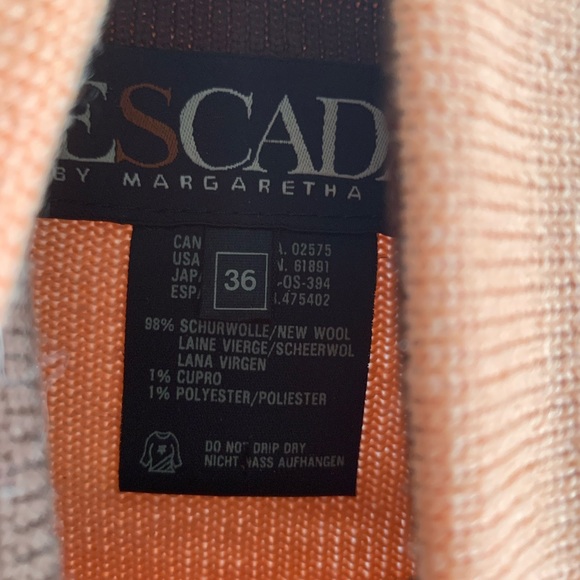 ESCAD
BY MARGARETHA
CAN A. 02575
USA N. 61891
JAP -OS-394
ESP .475402
36
98% SCHURWOLLE/NEW WOOL
LAINE VIERGE/SCHEERWOL
LANA VIRGEN
1% CUPRO
1% POLYESTER/POLIESTER
DO NOT DRIP DRY
NICHT NASS AUFHANGEN